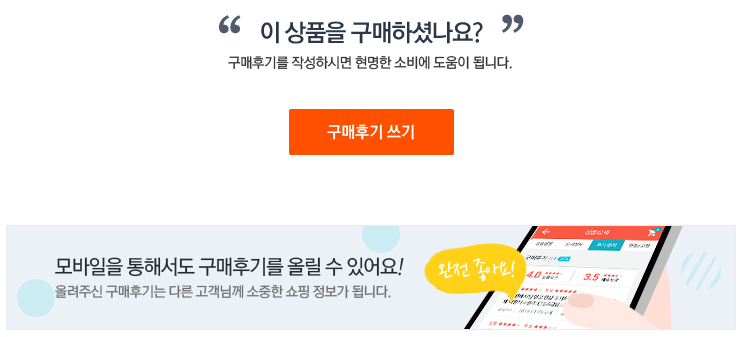 “ 이 상품을 구매하셨나요? ”
구매후기를 작성하시면 현명한 소비에 도움이 됩니다.
구매후기 쓰기
모바일을 통해서도 구매후기를 올릴 수 있어요!
올려주신 구매후기는 다른 고객님께 소중한 쇼핑 정보가 됩니다.
완전 좋아요!
구매후기
4.0
3.5